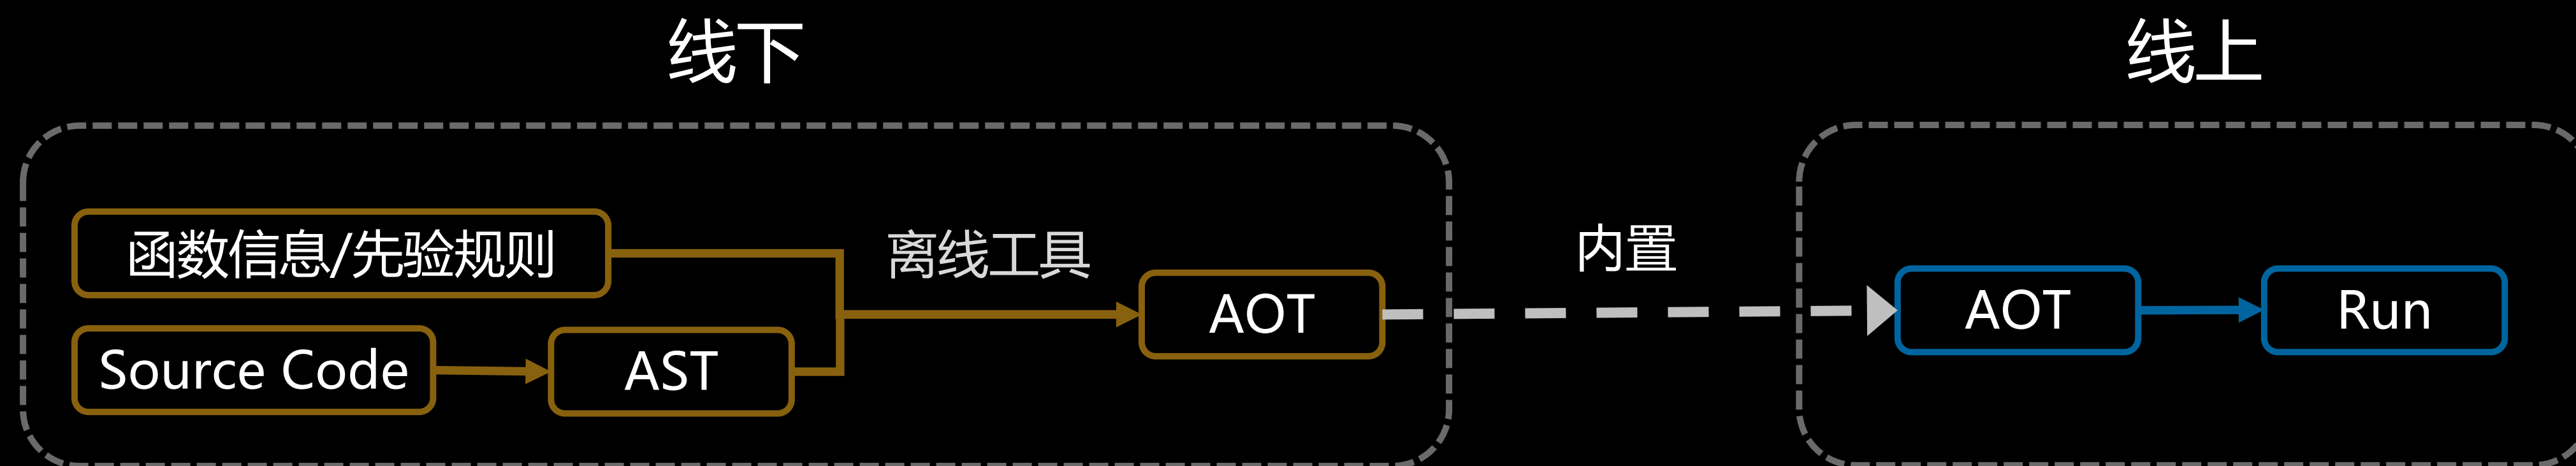 线下
线上
函数信息/先验规则
离线工具
内置
Source Code
AST
AOT
AOT
Run